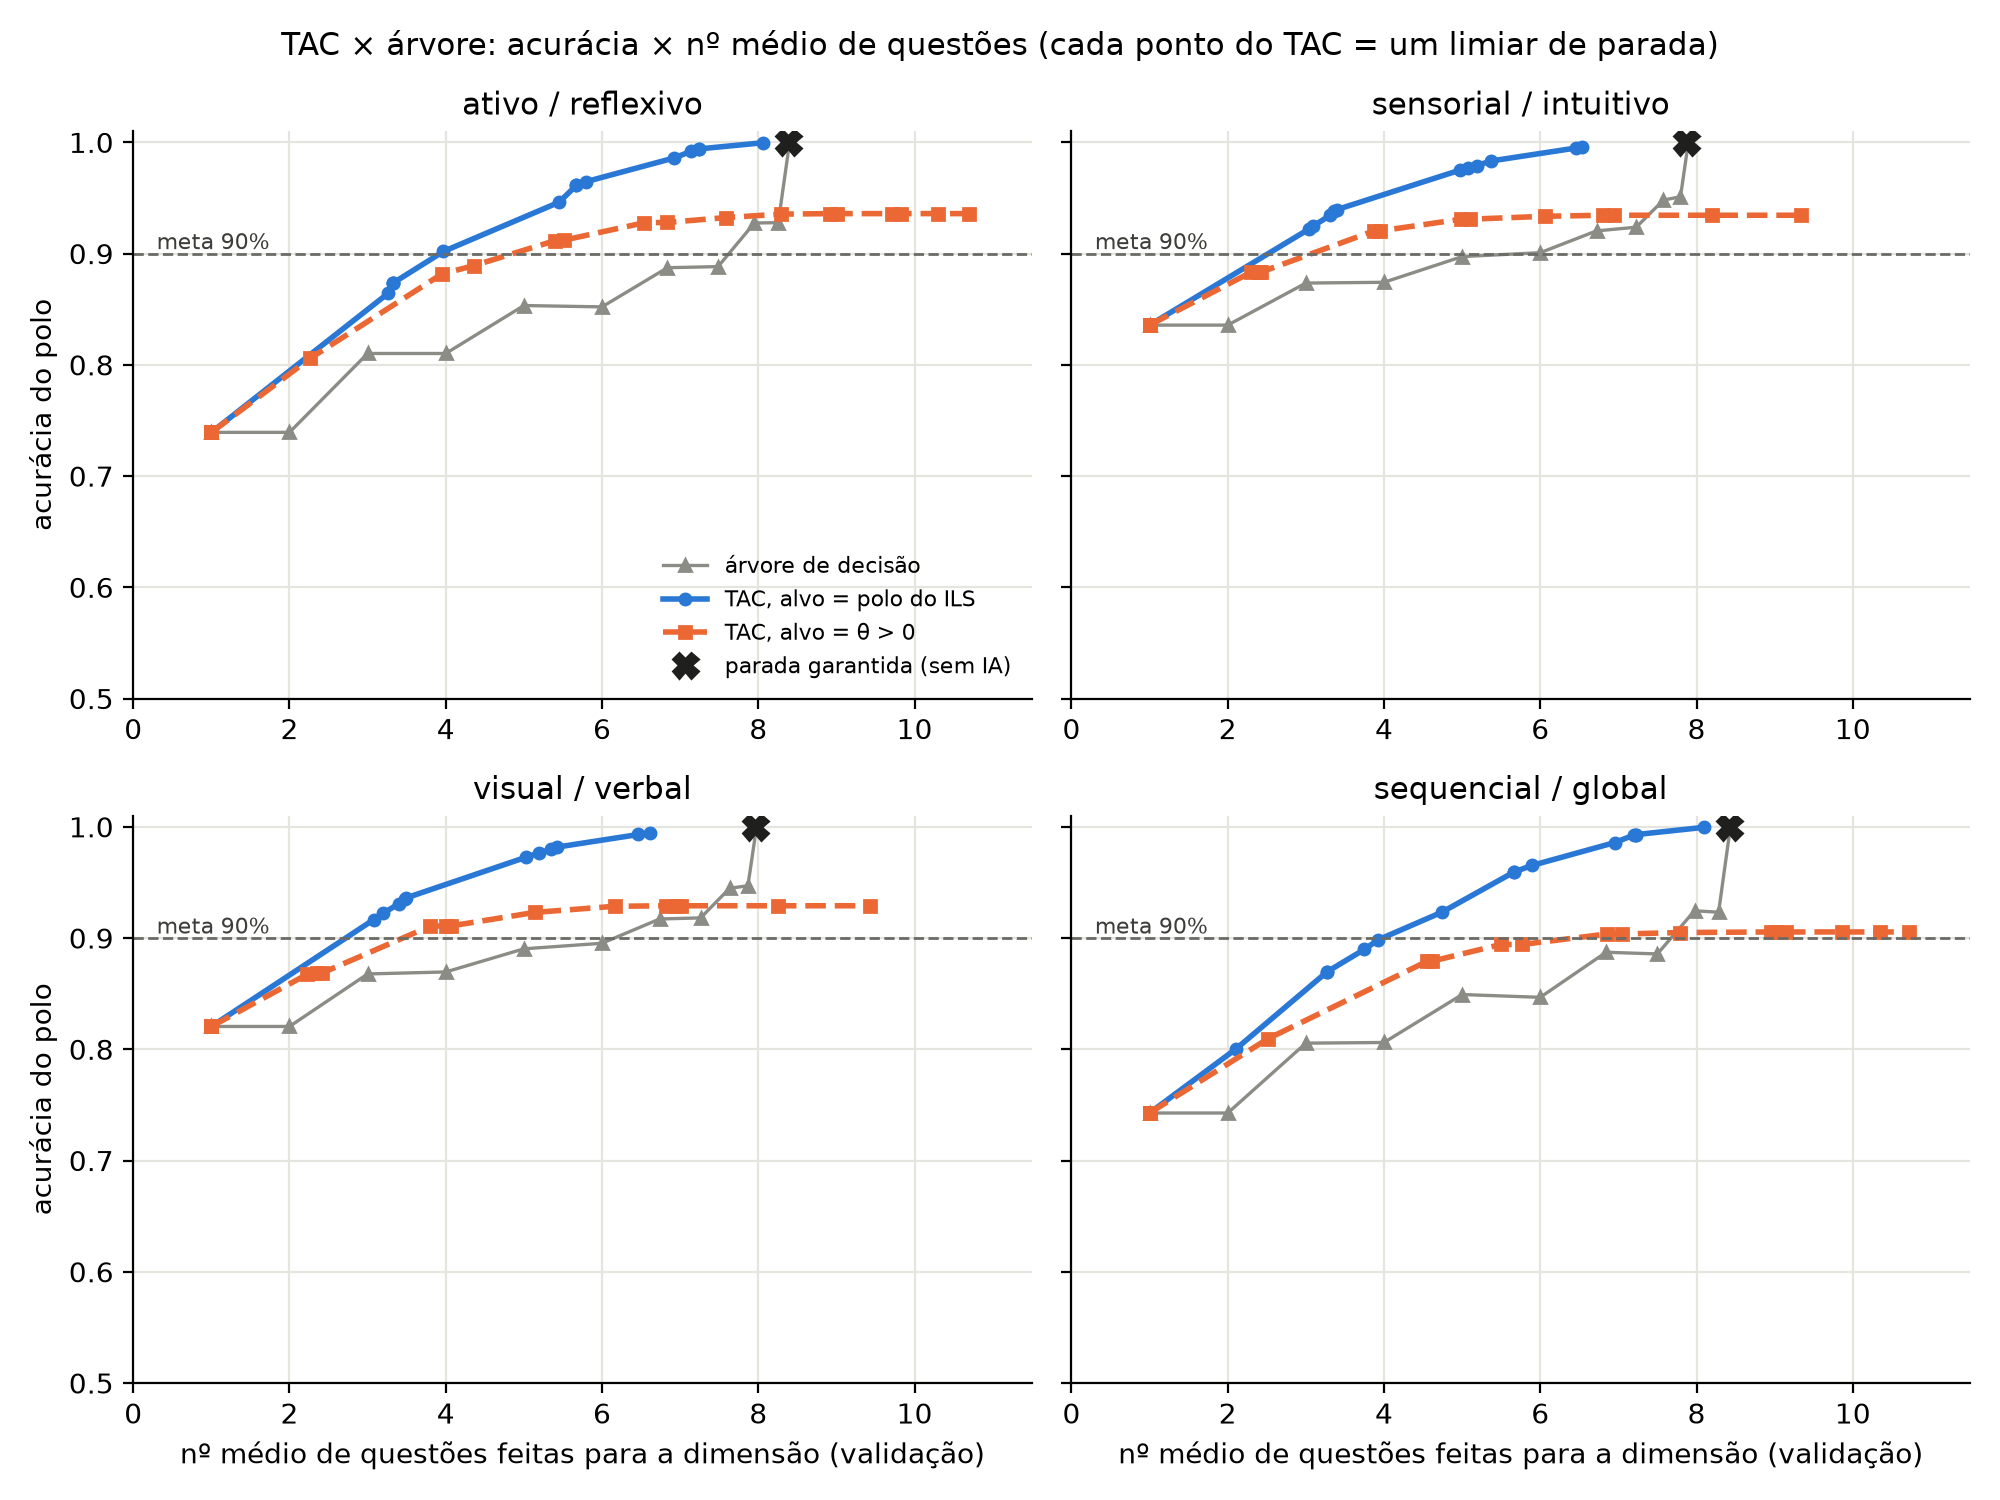 TAC × árvore: acurácia × nº médio de questões (cada ponto do TAC = um limiar de parada)
ativo / reflexivo
sensorial / intuitivo
1.0
0.9
0.8
0.7
0.6
0.5
acurácia do polo
meta 90%
meta 90%
árvore de decisão
TAC, alvo = polo do ILS
TAC, alvo = θ > 0
parada garantida (sem IA)
0 2 4 6 8 10
0 2 4 6 8 10
visual / verbal
sequencial / global
1.0
0.9
0.8
0.7
0.6
0.5
acurácia do polo
meta 90%
meta 90%
0 2 4 6 8 10
0 2 4 6 8 10
nº médio de questões feitas para a dimensão (validação)
nº médio de questões feitas para a dimensão (validação)